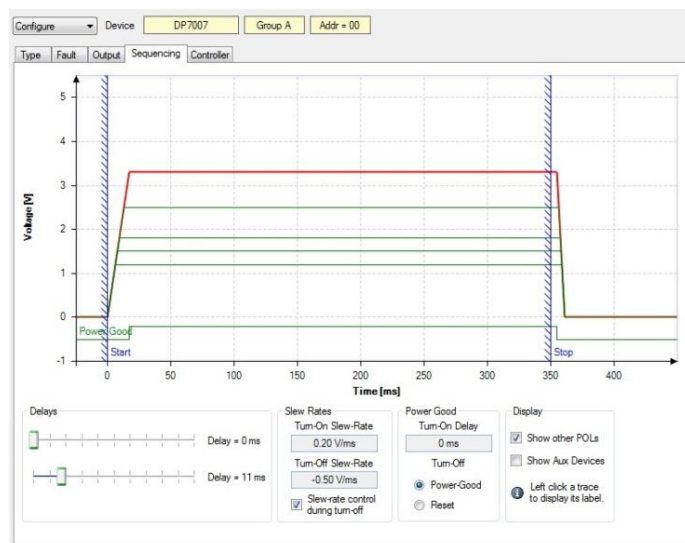 Configure Device DP7007 Group A Addr = 00
Type Fault Output Sequencing Controller
5
4
3
2
1
0
-1
Voltage [V]
Power Good
Start
Stop
0 50 100 150 200 250 300 350 400
Time [ms]
Delays
Delay = 0 ms
Delay = 11 ms
Slew Rates
Turn-On Slew-Rate
0.20 V/ms
Turn-Off Slew-Rate
-0.50 V/ms
Slew-rate control
during turn-off
Power Good
Turn-On Delay
0 ms
Turn-Off
Power-Good
Reset
Display
Show other POLs
Show Aux Devices
Left click a trace
to display its label.